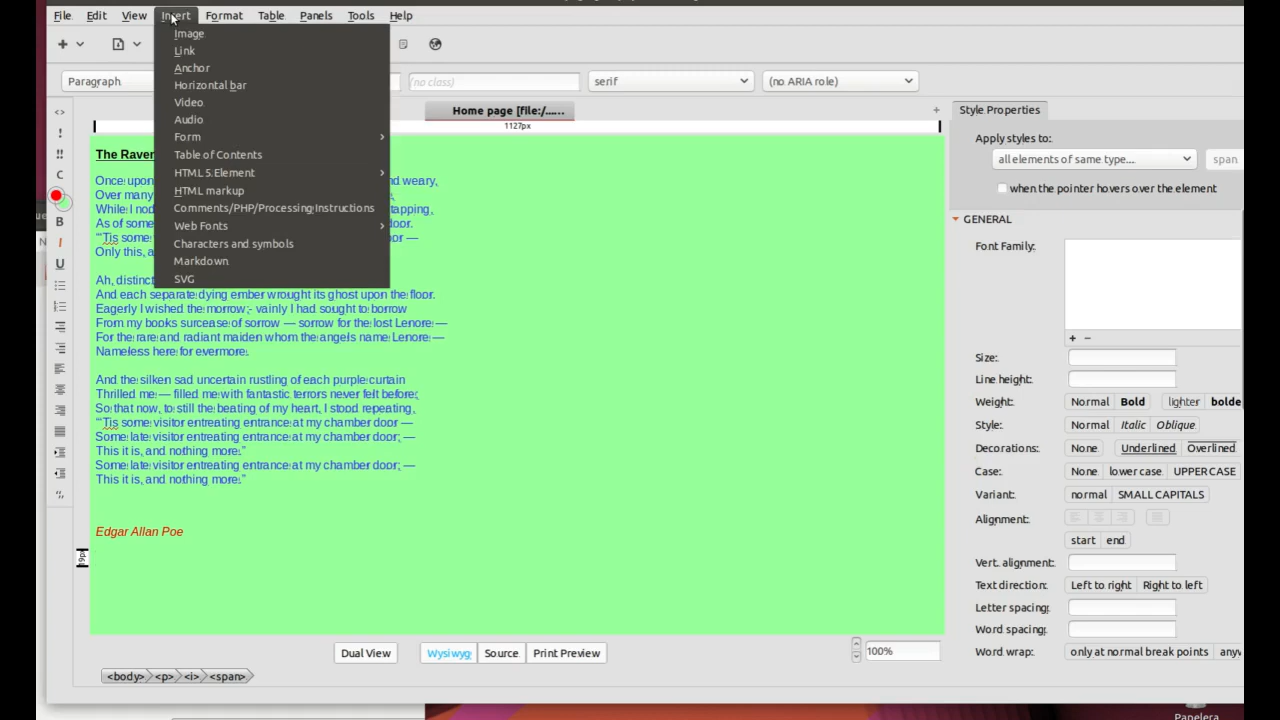 File Edit View Insert Format Table Panels Tools Help
Image
Link
Anchor
Horizontal bar
Video
Audio
Form
Table of Contents
HTML 5 Element
HTML markup
Comments/PHP/Processing Instructions
Web Fonts
Characters and symbols
Markdown
SVG
Paragraph
(no class)
serif
(no ARIA role)
Home page [file:/......
1127px
The Raven
Once upon
nd weary,
Over many
While I nod
tapping,
As of some
door.
"'Tis some
oor —
Only this, a
Ah, distinct
And each separate dying ember wrought its ghost upon the floor.
Eagerly I wished the morrow;- vainly I had sought to borrow
From my books surcease of sorrow — sorrow for the lost Lenore —
For the rare and radiant maiden whom the angels name Lenore —
Nameless here for evermore.
And the silken sad uncertain rustling of each purple curtain
Thrilled me — filled me with fantastic terrors never felt before;
So that now, to still the beating of my heart, I stood repeating,
"'Tis some visitor entreating entrance at my chamber door —
Some late visitor entreating entrance at my chamber door; —
This it is, and nothing more."
Some late visitor entreating entrance at my chamber door; —
This it is, and nothing more."
Edgar Allan Poe
19px
Dual View Wysiwyg Source Print Preview
100%
<body> <p> <i> <span>
Style Properties
Apply styles to:
all elements of same type.... span
when the pointer hovers over the element
GENERAL
Font Family:
+ −
Size:
Line height:
Weight: Normal Bold lighter bolde
Style: Normal Italic Oblique
Decorations: None Underlined Overlined
Case: None lower case UPPER CASE
Variant: normal SMALL CAPITALS
Alignment:
start end
Vert. alignment:
Text direction: Left to right Right to left
Letter spacing:
Word spacing:
Word wrap: only at normal break points anyw
Papelera